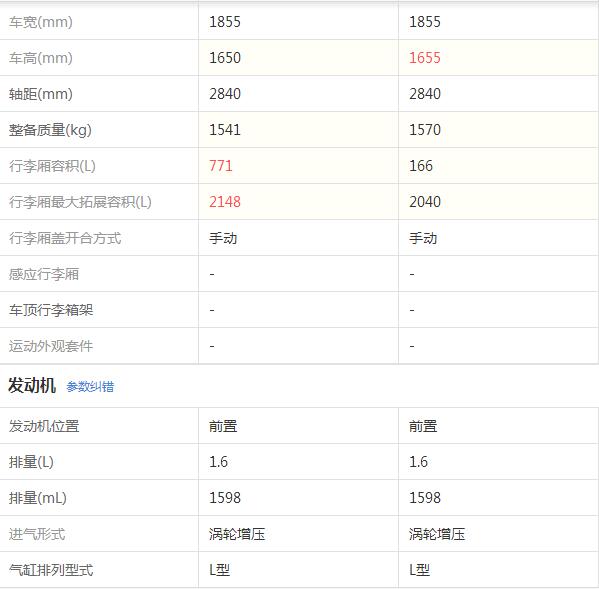 车宽(mm) 1855 1855
车高(mm) 1650 1655
轴距(mm) 2840 2840
整备质量(kg) 1541 1570
行李厢容积(L) 771 166
行李厢最大拓展容积(L) 2148 2040
行李厢盖开合方式 手动 手动
感应行李厢 - -
车顶行李箱架 - -
运动外观套件 - -
发动机 参数纠错
发动机位置 前置 前置
排量(L) 1.6 1.6
排量(mL) 1598 1598
进气形式 涡轮增压 涡轮增压
气缸排列型式 L型 L型